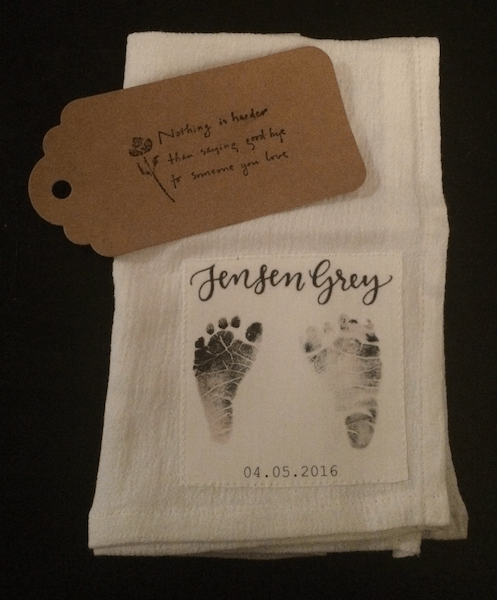 Nothing is harder
than saying goodbye
to someone you love
Jensen Grey
04.05.2016